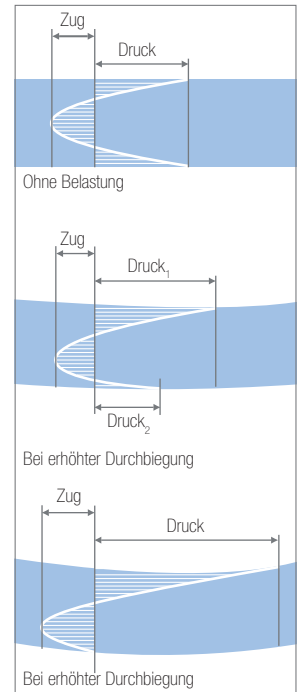 Zug
Druck
Ohne Belastung
Zug
Druck₁
Druck₂
Bei erhöhter Durchbiegung
Zug
Druck
Bei erhöhter Durchbiegung